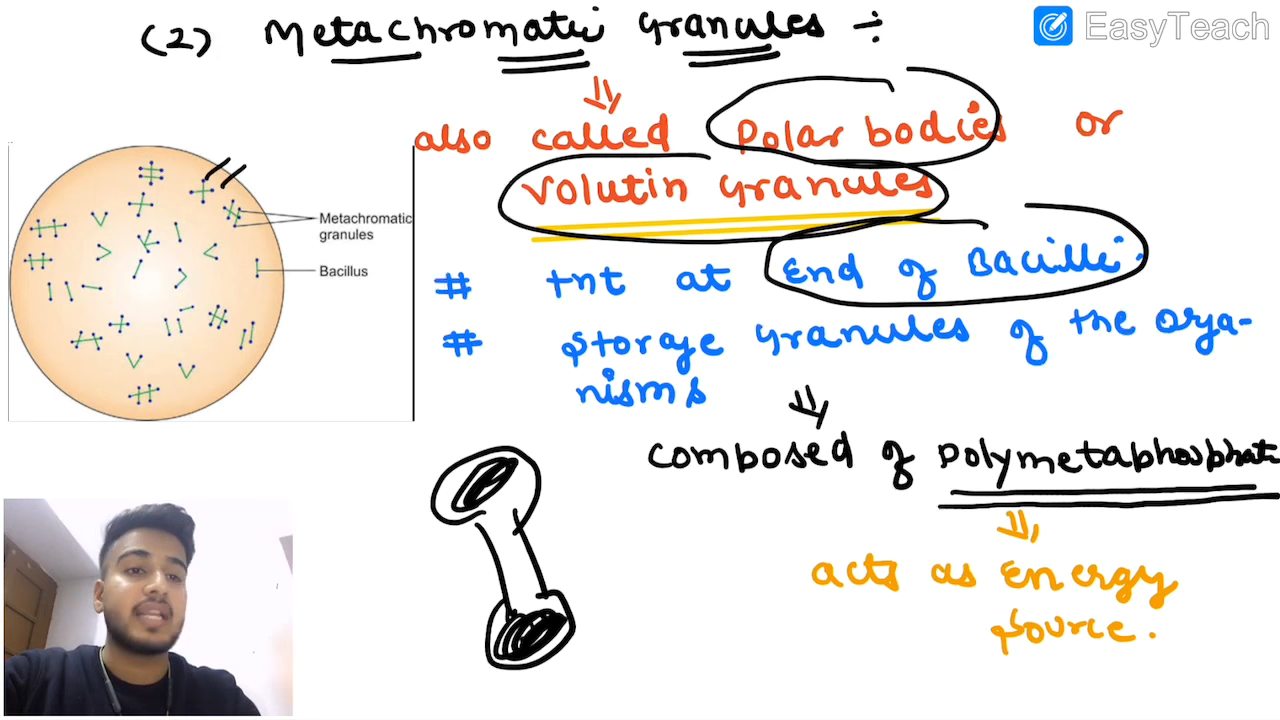 (2) Metachromatic Granules ÷
EasyTeach
also called Polar bodies or
Volutin Granules
Metachromatic
granules
Bacillus
# +nt at End of Bacilli.
# storage granules of the orga-
nisms
composed of polymetaphosphate
acts as Energy
source.